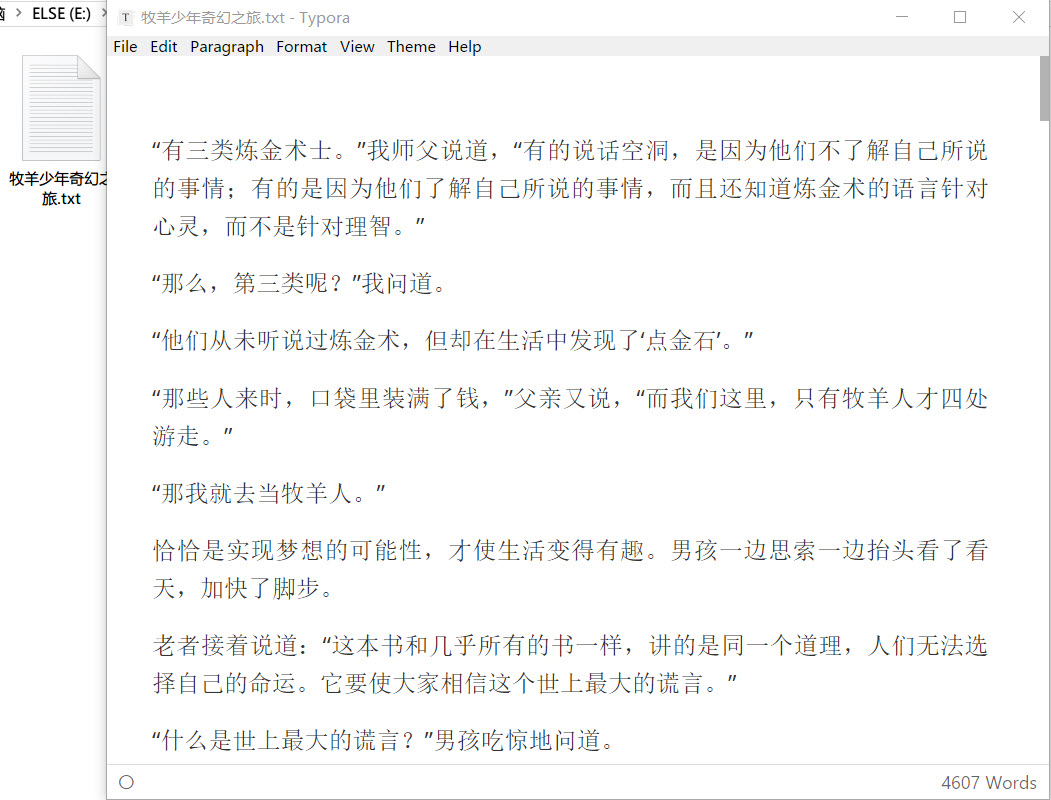 ELSE (E:)
牧羊少年奇幻之旅.txt - Typora
File Edit Paragraph Format View Theme Help
牧羊少年奇幻之
旅.txt
“有三类炼金术士。”我师父说道，“有的说话空洞，是因为他们不了解自己所说
的事情；有的是因为他们了解自己所说的事情，而且还知道炼金术的语言针对
心灵，而不是针对理智。”
“那么，第三类呢？”我问道。
“他们从未听说过炼金术，但却在生活中发现了‘点金石’。”
“那些人来时，口袋里装满了钱，”父亲又说，“而我们这里，只有牧羊人才四处
游走。”
“那我就去当牧羊人。”
恰恰是实现梦想的可能性，才使生活变得有趣。男孩一边思索一边抬头看了看
天，加快了脚步。
老者接着说道：“这本书和几乎所有的书一样，讲的是同一个道理，人们无法选
择自己的命运。它要使大家相信这个世上最大的谎言。”
“什么是世上最大的谎言？”男孩吃惊地问道。
4607 Words